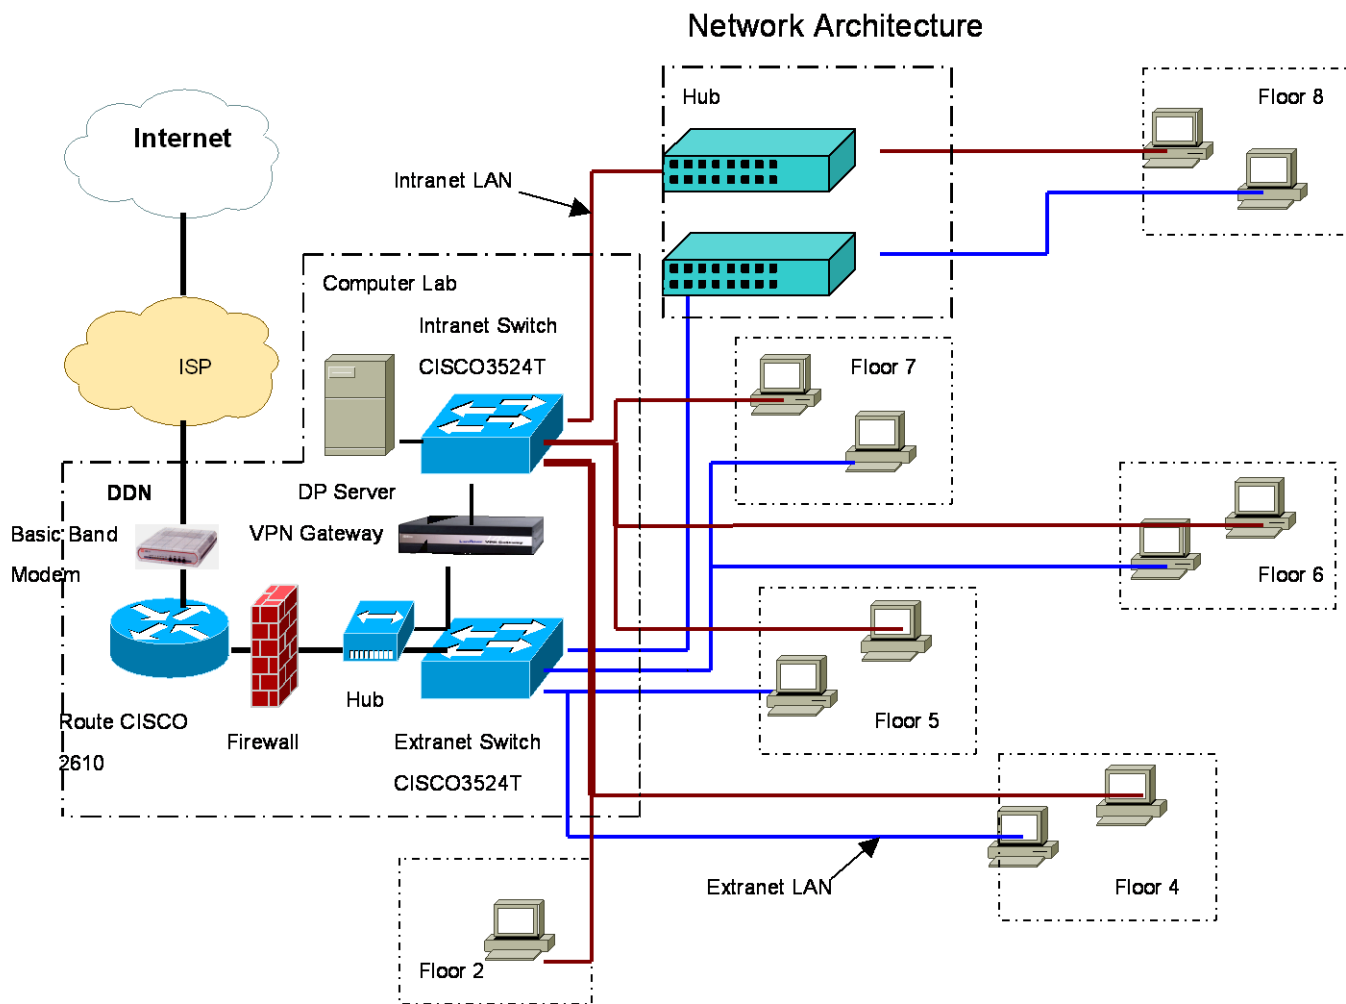 Network Architecture
Hub
Floor 8
Internet
Intranet LAN
Computer Lab
Intranet Switch
CISCO3524T
ISP
Floor 7
DDN
DP Server
Basic Band
Modem
VPN Gateway
Floor 6
Hub
Floor 5
Route CISCO
2610
Firewall
Extranet Switch
CISCO3524T
Extranet LAN
Floor 4
Floor 2